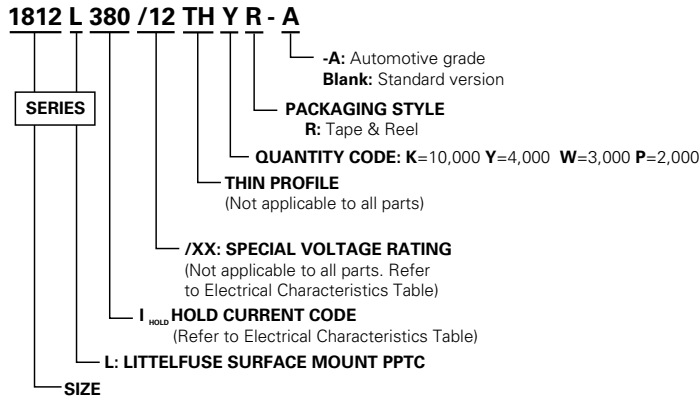 1812 L 380 /12 TH Y R - A
-A: Automotive grade
Blank: Standard version
SERIES
PACKAGING STYLE
R: Tape & Reel
QUANTITY CODE: K=10,000 Y=4,000 W=3,000 P=2,000
THIN PROFILE
(Not applicable to all parts)
/XX: SPECIAL VOLTAGE RATING
(Not applicable to all parts. Refer
to Electrical Characteristics Table)
I HOLD HOLD CURRENT CODE
(Refer to Electrical Characteristics Table)
L: LITTELFUSE SURFACE MOUNT PPTC
SIZE